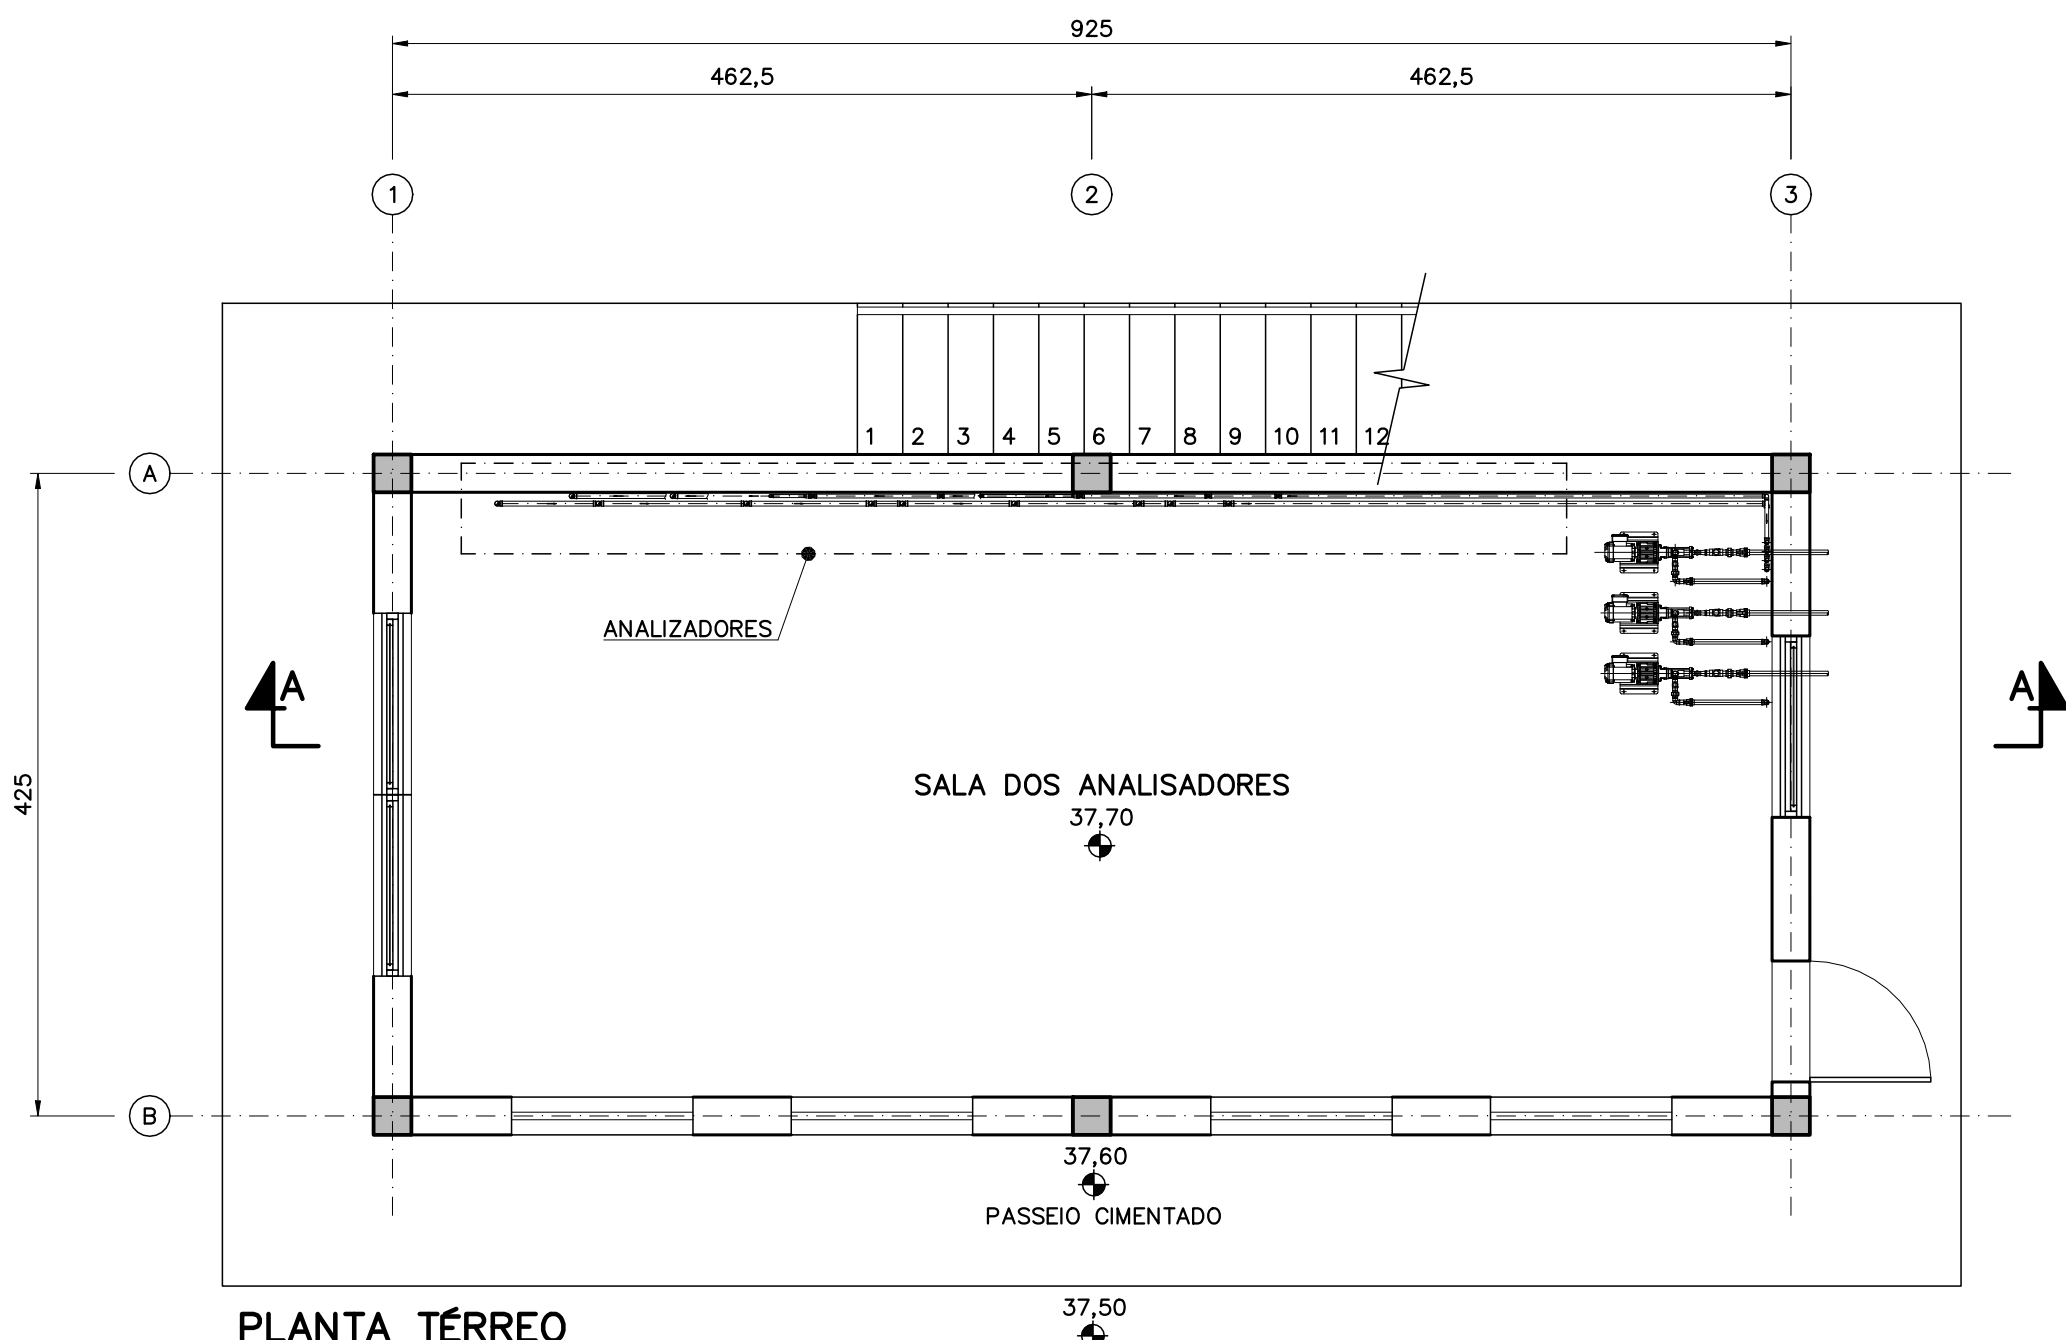 925
462,5 462,5
1 2 3
1 2 3 4 5 6 7 8 9 10 11 12
A
ANALIZADORES
A A
425
SALA DOS ANALISADORES
37,70
B
37,60
PASSEIO CIMENTADO
37,50
PLANTA TÉRREO